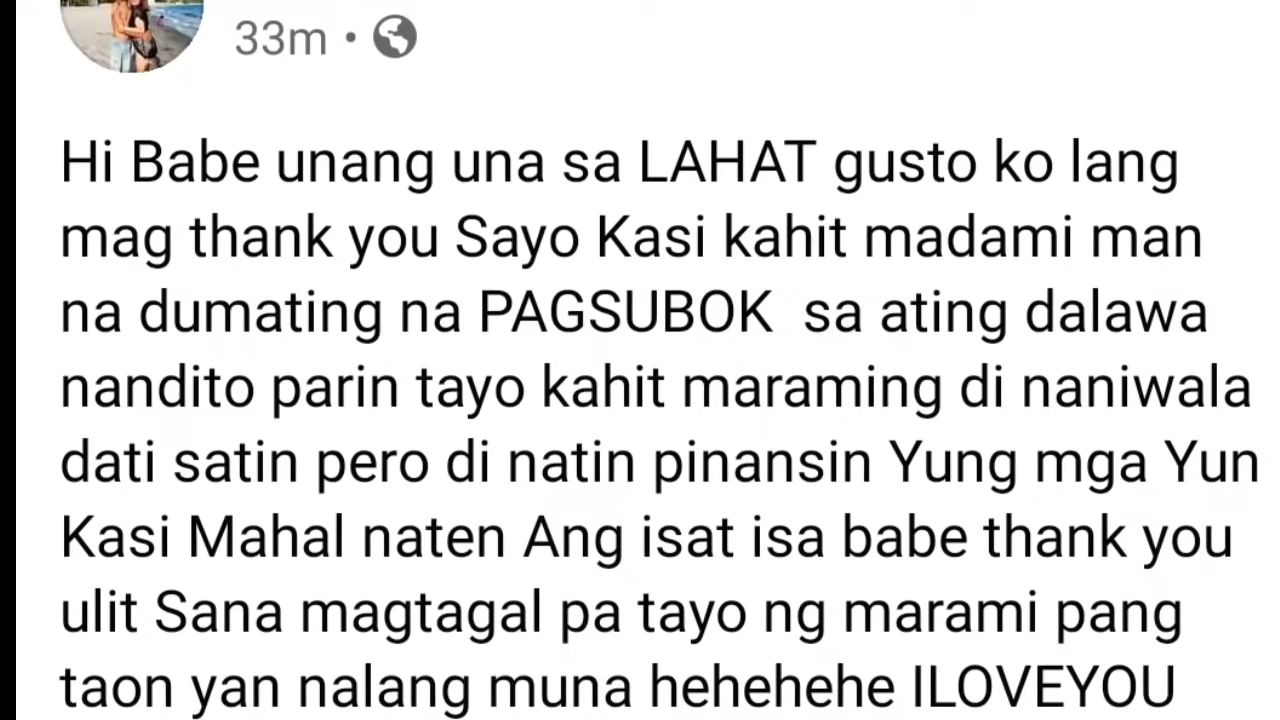 33m •
Hi Babe unang una sa LAHAT gusto ko lang
mag thank you Sayo Kasi kahit madami man
na dumating na PAGSUBOK  sa ating dalawa
nandito parin tayo kahit maraming di naniwala
dati satin pero di natin pinansin Yung mga Yun
Kasi Mahal naten Ang isat isa babe thank you
ulit Sana magtagal pa tayo ng marami pang
taon yan nalang muna hehehehe ILOVEYOU